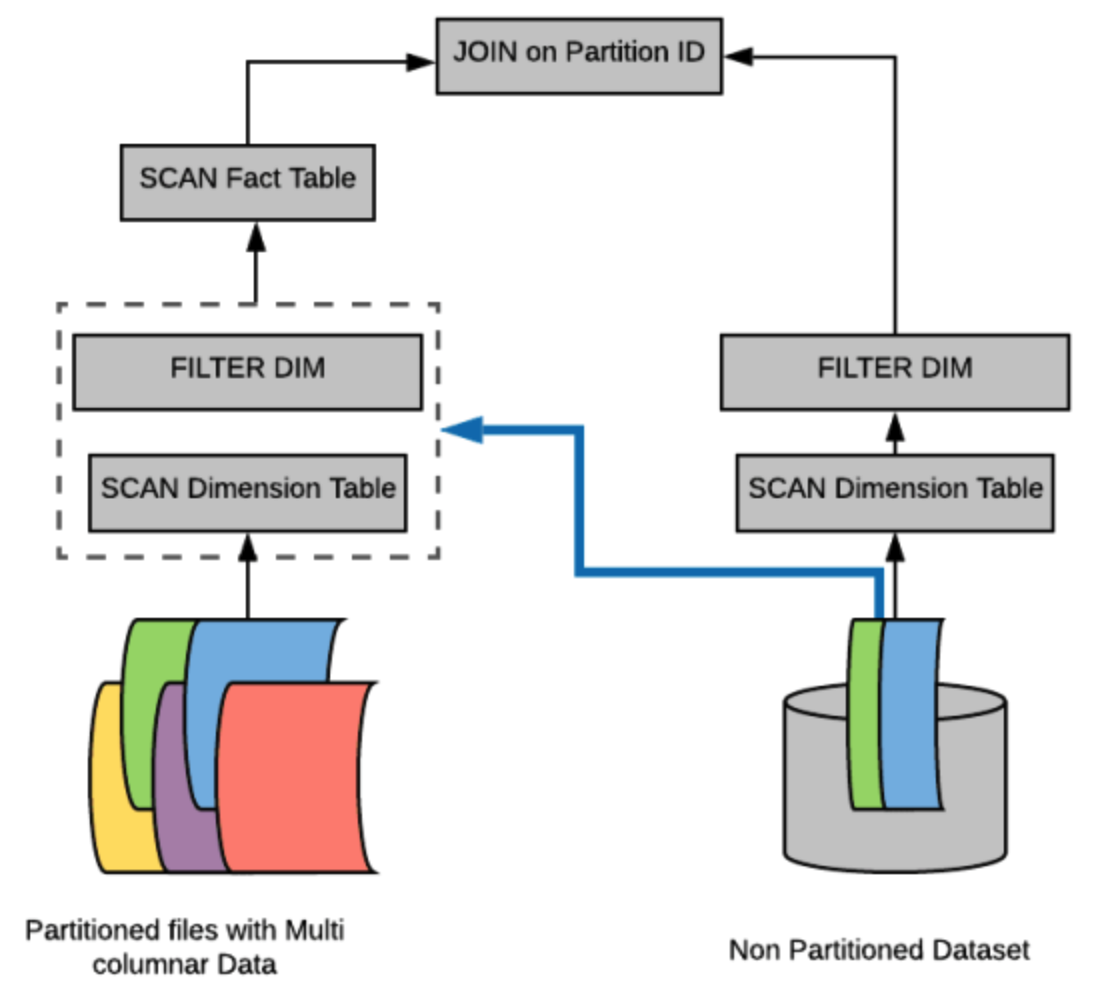 JOIN on Partition ID
SCAN Fact Table
FILTER DIM
FILTER DIM
SCAN Dimension Table
SCAN Dimension Table
Partitioned files with Multi
columnar Data
Non Partitioned Dataset